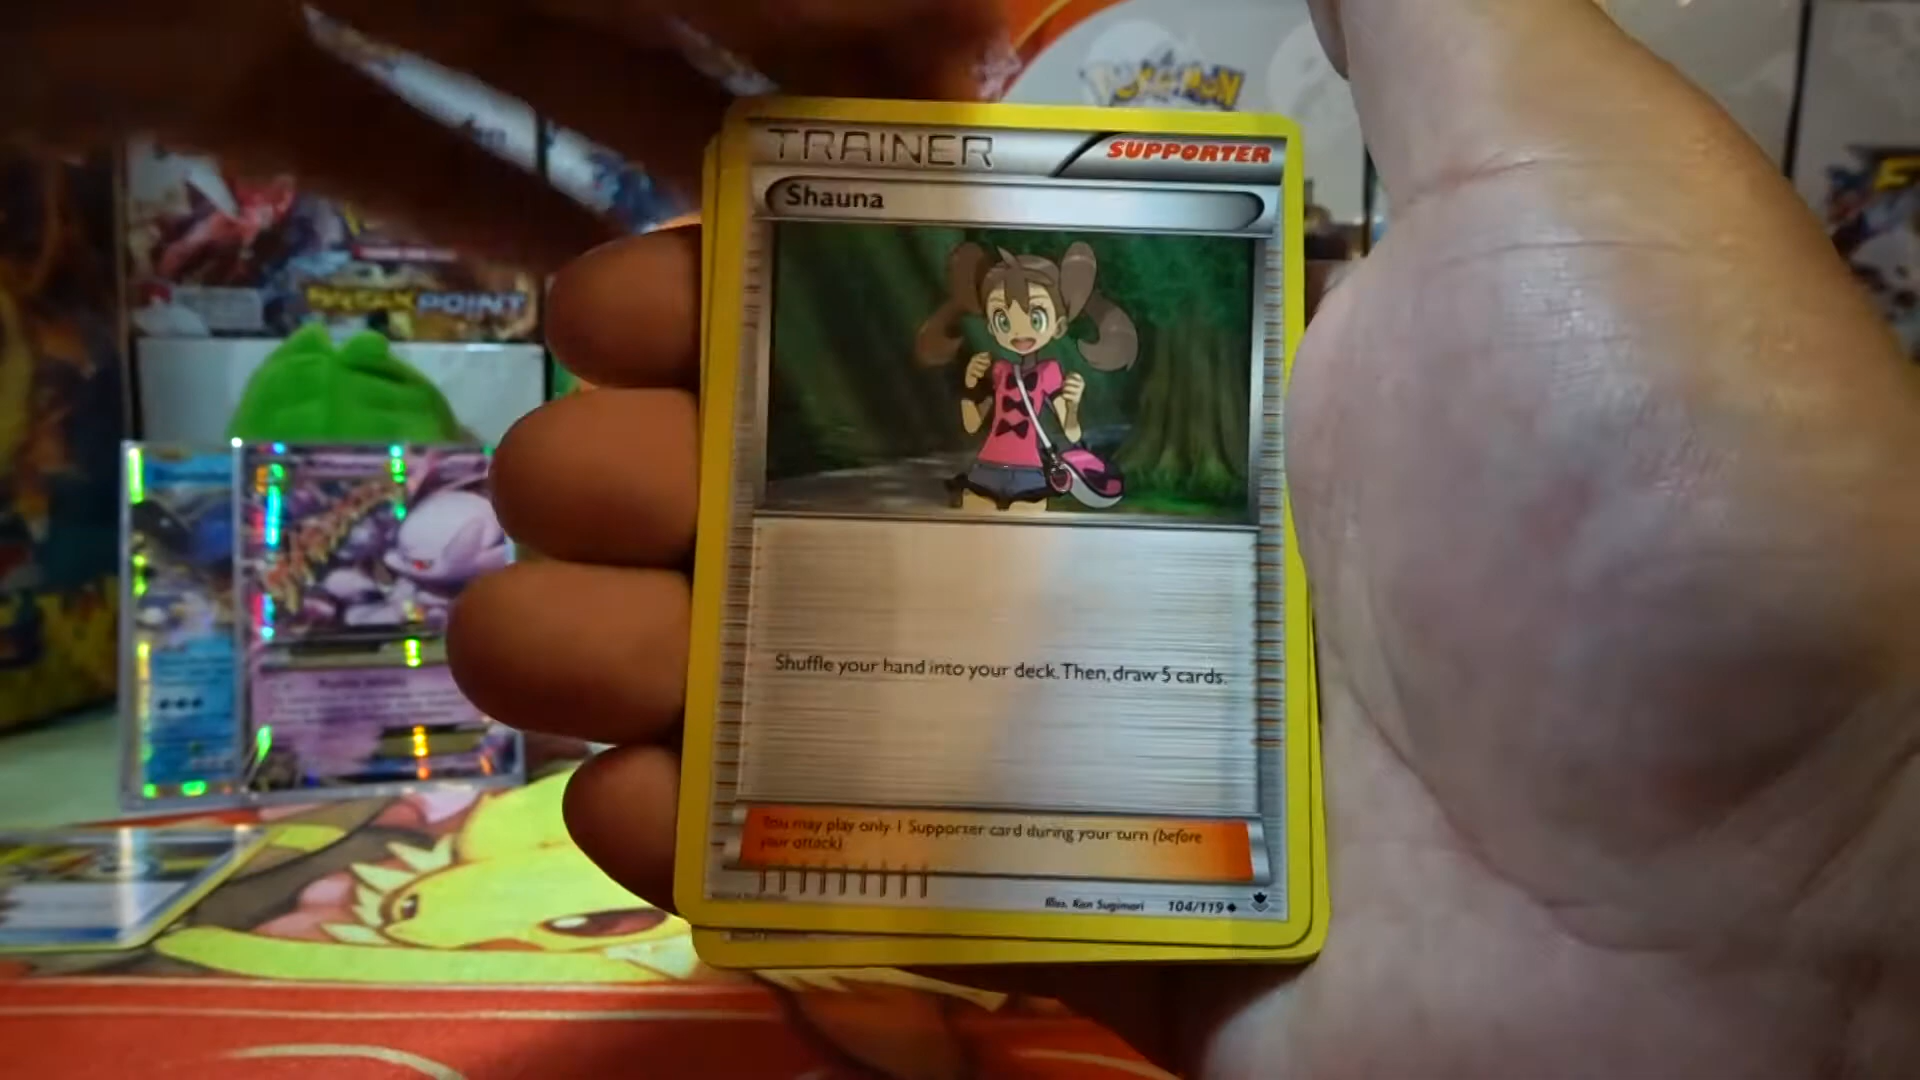 POKéMON
TRAINER
SUPPORTER
Shauna
BREAKPOINT
Shuffle your hand into your deck. Then, draw 5 cards.
You may play only 1 Supporter card during your turn (before
your attack).
Illus. Ken Sugimori 104/119